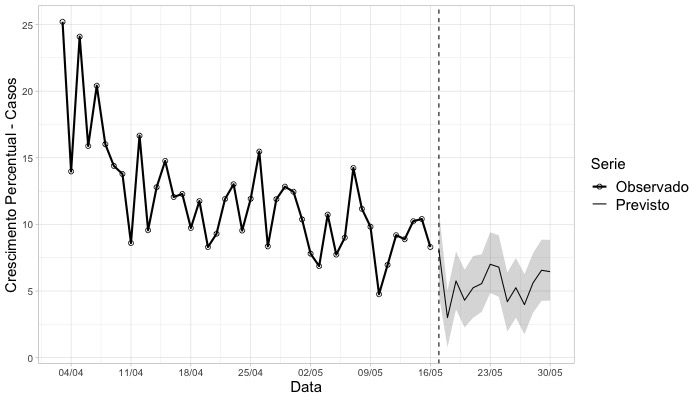 25
20
15
10
5
0
Crescimento Percentual - Casos
04/04 11/04 18/04 25/04 02/05 09/05 16/05 23/05 30/05
Data
Serie
Observado
Previsto